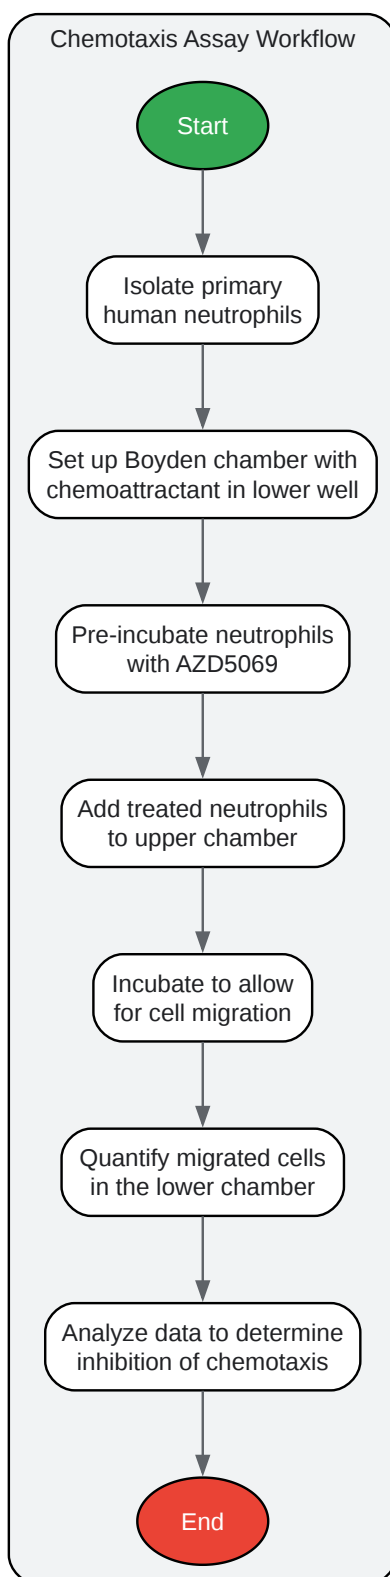 Chemotaxis Assay Workflow
Start
Isolate primary
human neutrophils
Set up Boyden chamber with
chemoattractant in lower well
Pre-incubate neutrophils
with AZD5069
Add treated neutrophils
to upper chamber
Incubate to allow
for cell migration
Quantify migrated cells
in the lower chamber
Analyze data to determine
inhibition of chemotaxis
End